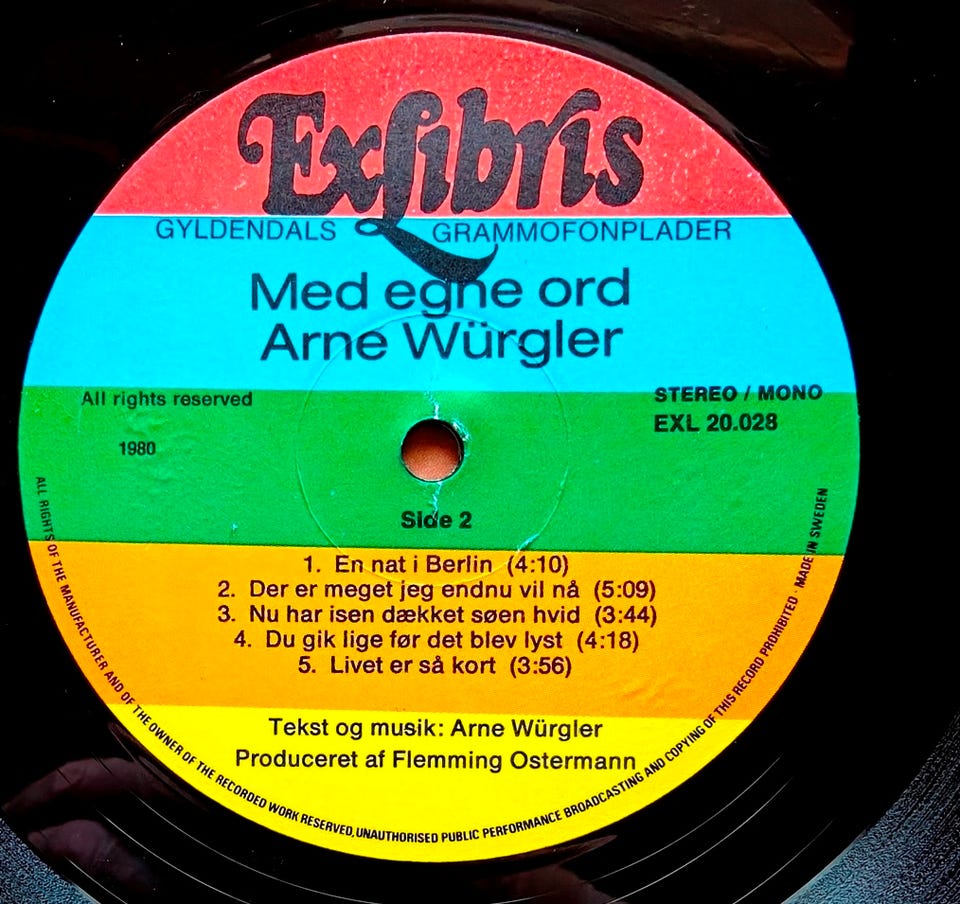 ExLibris
GYLDENDALS GRAMMOFONPLADER
Med egne ord
Arne Würgler
All rights reserved
1980
STEREO / MONO
EXL 20.028
Side 2
1. En nat i Berlin (4:10)
2. Der er meget jeg endnu vil nå (5:09)
3. Nu har isen dækket søen hvid (3:44)
4. Du gik lige før det blev lyst (4:18)
5. Livet er så kort (3:56)
Tekst og musik: Arne Würgler
Produceret af Flemming Ostermann
ALL RIGHTS OF THE MANUFACTURER AND OF THE OWNER OF THE RECORDED WORK RESERVED, UNAUTHORISED PUBLIC PERFORMANCE BROADCASTING AND COPYING OF THIS RECORD PROHIBITED · MADE IN SWEDEN